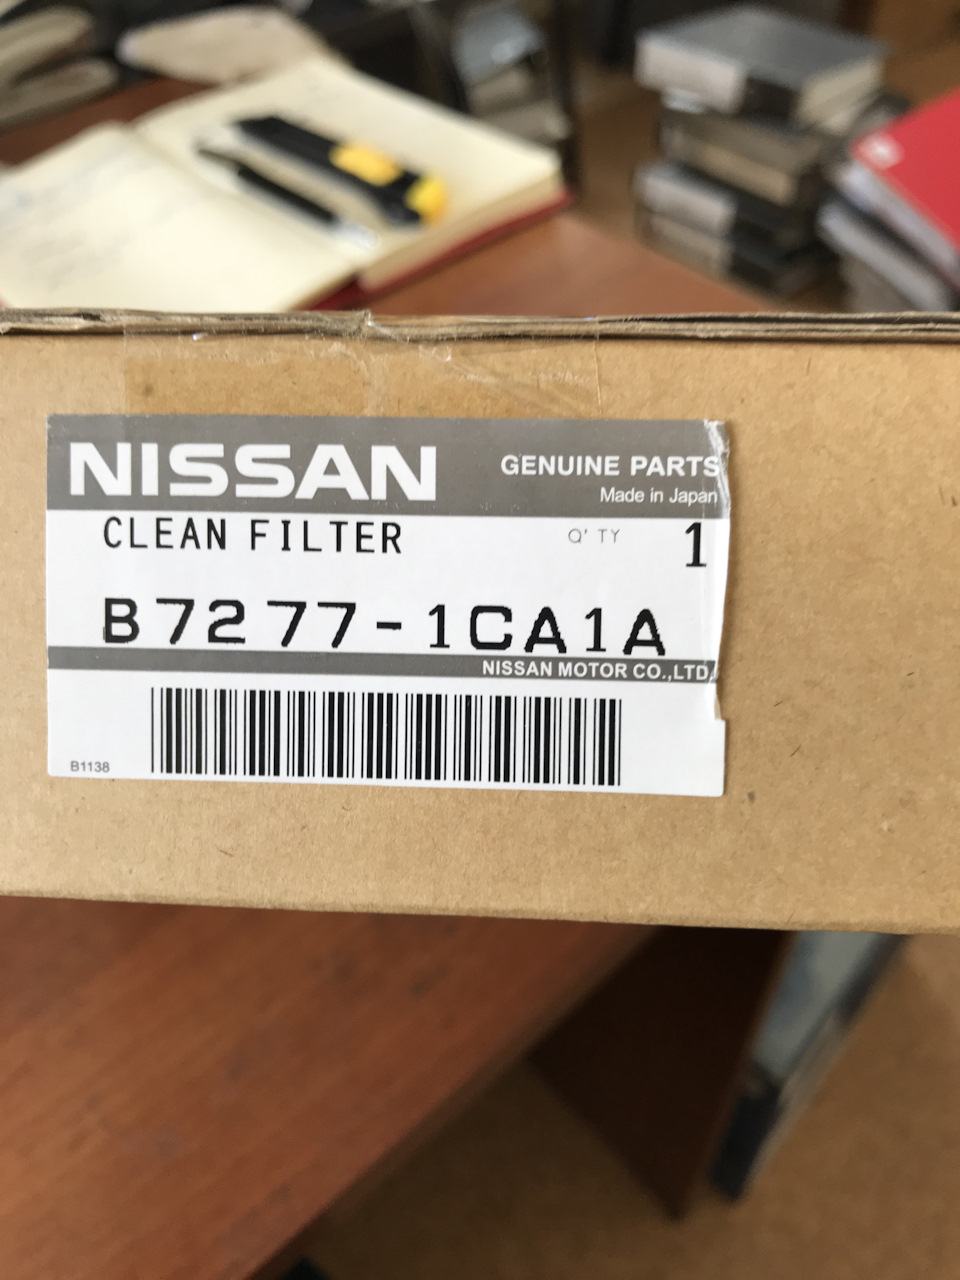 NISSAN GENUINE PARTS
Made in Japan
CLEAN FILTER Q' TY 1
B7277-1CA1A
NISSAN MOTOR CO.,LTD.
B1138